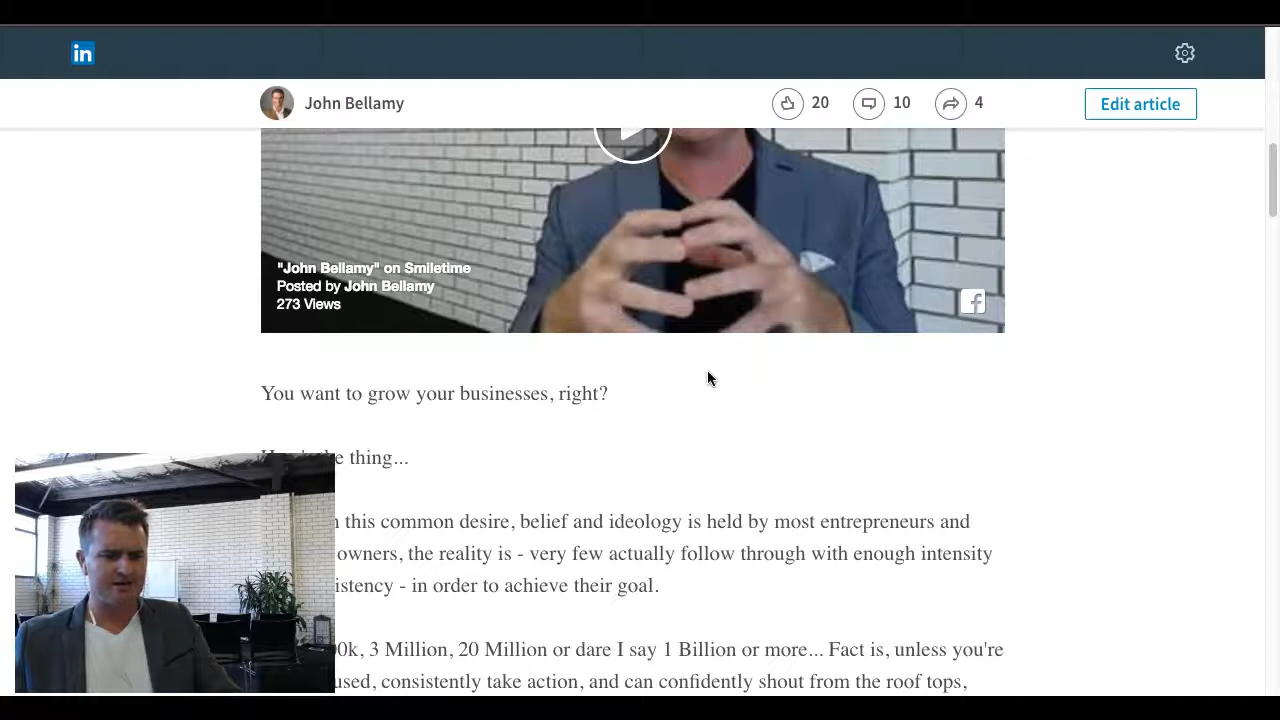 in
John Bellamy
20
10
4
Edit article
"John Bellamy" on Smiletime
Posted by John Bellamy
273 Views
You want to grow your businesses, right?
the thing...
this common desire, belief and ideology is held by most entrepreneurs and
owners, the reality is - very few actually follow through with enough intensity
- in order to achieve their goal.
3 Million, 20 Million or dare I say 1 Billion or more... Fact is, unless you're
consistently take action, and can confidently shout from the roof tops,